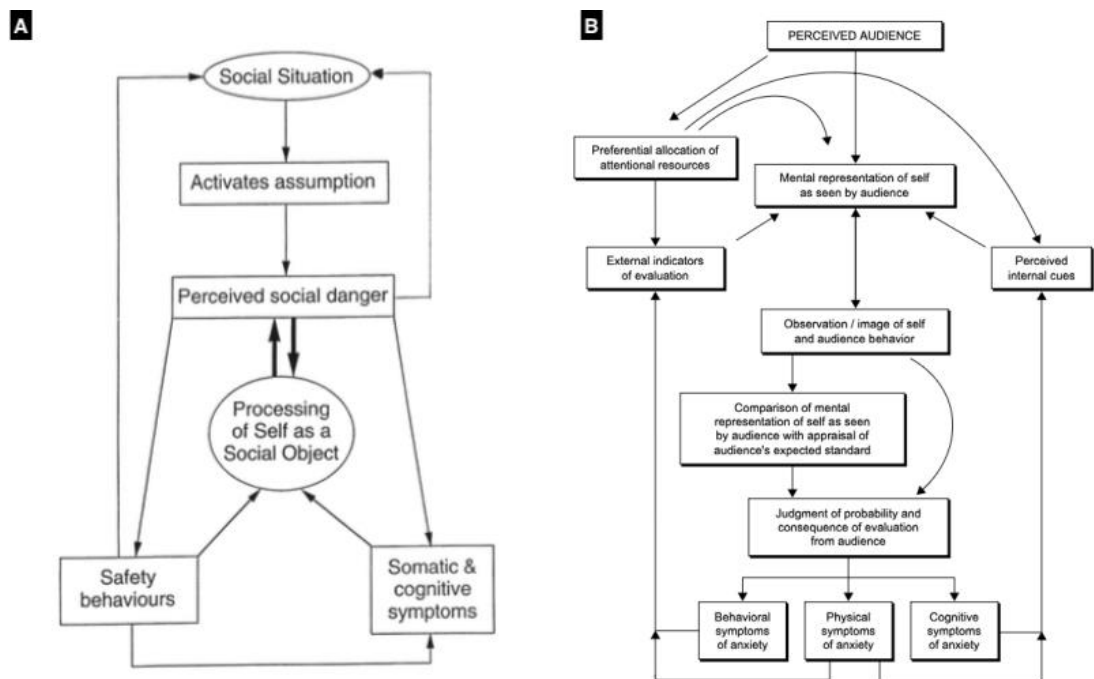 A
Social Situation
Activates assumption
Perceived social danger
Processing
of Self as a
Social Object
Safety
behaviours
Somatic &
cognitive
symptoms
B
PERCEIVED AUDIENCE
Preferential allocation of
attentional resources
Mental representation of self
as seen by audience
External indicators
of evaluation
Perceived
internal cues
Observation / image of self
and audience behavior
Comparison of mental
representation of self as seen
by audience with appraisal of
audience's expected standard
Judgment of probability and
consequence of evaluation
from audience
Behavioral
symptoms
of anxiety
Physical
symptoms
of anxiety
Cognitive
symptoms
of anxiety